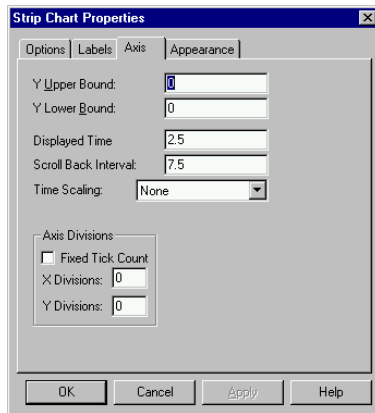 Strip Chart Properties
Options Labels Axis Appearance
Y Upper Bound: 0
Y Lower Bound: 0
Displayed Time 2.5
Scroll Back Interval: 7.5
Time Scaling: None
Axis Divisions
Fixed Tick Count
X Divisions: 0
Y Divisions: 0
OK Cancel Apply Help